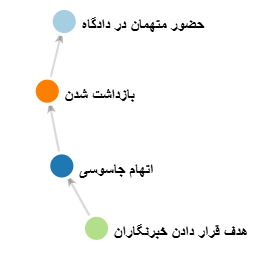 حضور متهمان در دادگاه
بازداشت شدن
اتهام جاسوسی
هدف قرار دادن خبرنگاران